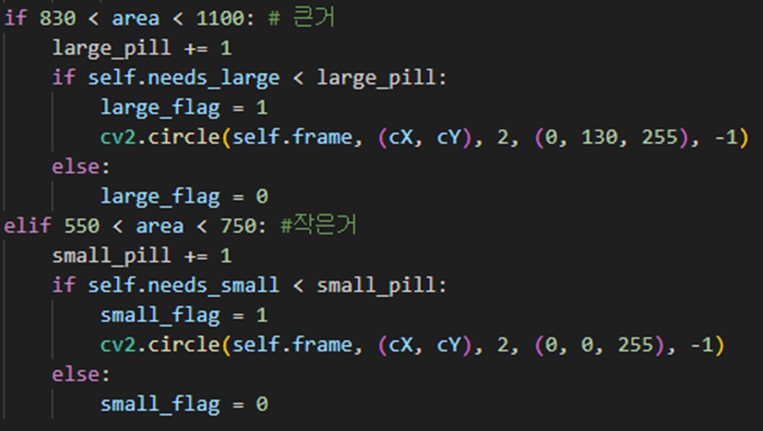 if 830 < area < 1100: # 큰거
    large_pill += 1
    if self.needs_large < large_pill:
        large_flag = 1
        cv2.circle(self.frame, (cX, cY), 2, (0, 130, 255), -1)
    else:
        large_flag = 0
elif 550 < area < 750: #작은거
    small_pill += 1
    if self.needs_small < small_pill:
        small_flag = 1
        cv2.circle(self.frame, (cX, cY), 2, (0, 0, 255), -1)
    else:
        small_flag = 0